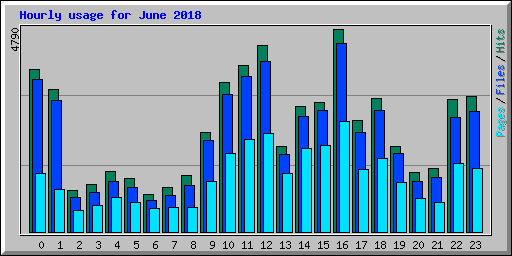 Hourly usage for June 2018
4790
Pages/Files/Hits
0 1 2 3 4 5 6 7 8 9 10 11 12 13 14 15 16 17 18 19 20 21 22 23